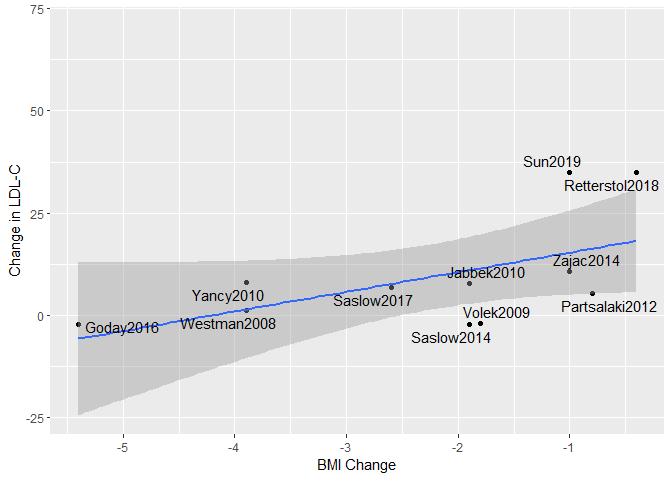 75
50
25
0
-25
Change in LDL-C
Sun2019
Retterstol2018
Zajac2014
Jabbek2010
Yancy2010
Saslow2017
Partsalaki2012
Volek2009
Westman2008
Goday2016
Saslow2014
-5
-4
-3
-2
-1
BMI Change